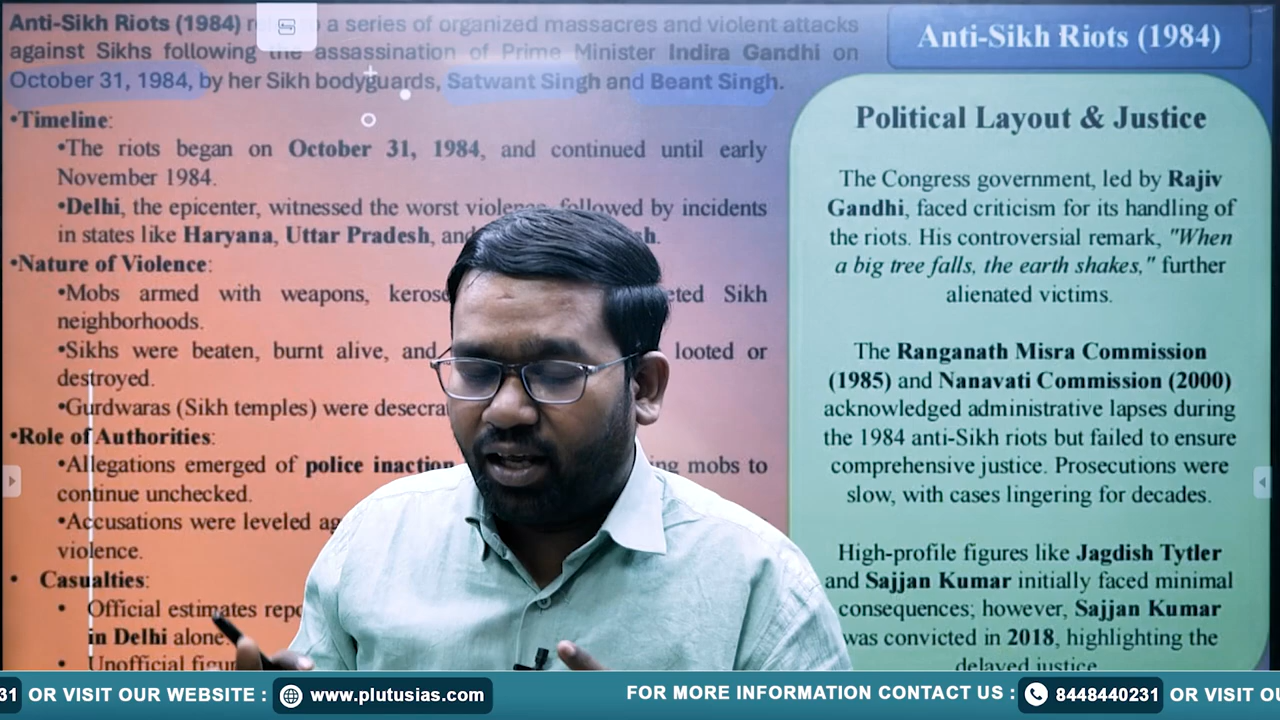 Anti-Sikh Riots (1984) a series of organized massacres and violent attacks
against Sikhs following the assassination of Prime Minister Indira Gandhi on
October 31, 1984, by her Sikh bodyguards, Satwant Singh and Beant Singh.
•Timeline:
•The riots began on October 31, 1984, and continued until early
November 1984.
•Delhi, the epicenter, witnessed the worst violence, followed by incidents
in states like Haryana, Uttar Pradesh, and
•Nature of Violence:
•Mobs armed with weapons, Sikh
neighborhoods.
•Sikhs were beaten, burnt alive, and looted or
destroyed.
•Gurdwaras (Sikh temples) were
•Role of Authorities:
•Allegations emerged of police inaction mobs to
continue unchecked.
•Accusations were leveled
violence.
• Casualties:
• Official estimates
in Delhi alone.
• Unofficial
Anti-Sikh Riots (1984)
Political Layout & Justice
The Congress government, led by Rajiv
Gandhi, faced criticism for its handling of
the riots. His controversial remark, "When
a big tree falls, the earth shakes," further
alienated victims.
The Ranganath Misra Commission
(1985) and Nanavati Commission (2000)
acknowledged administrative lapses during
the 1984 anti-Sikh riots but failed to ensure
comprehensive justice. Prosecutions were
slow, with cases lingering for decades.
High-profile figures like Jagdish Tytler
and Sajjan Kumar initially faced minimal
consequences; however, Sajjan Kumar
was convicted in 2018, highlighting the
delayed justice
31 OR VISIT OUR WEBSITE : www.plutusias.com FOR MORE INFORMATION CONTACT US : 8448440231 OR VISIT OU